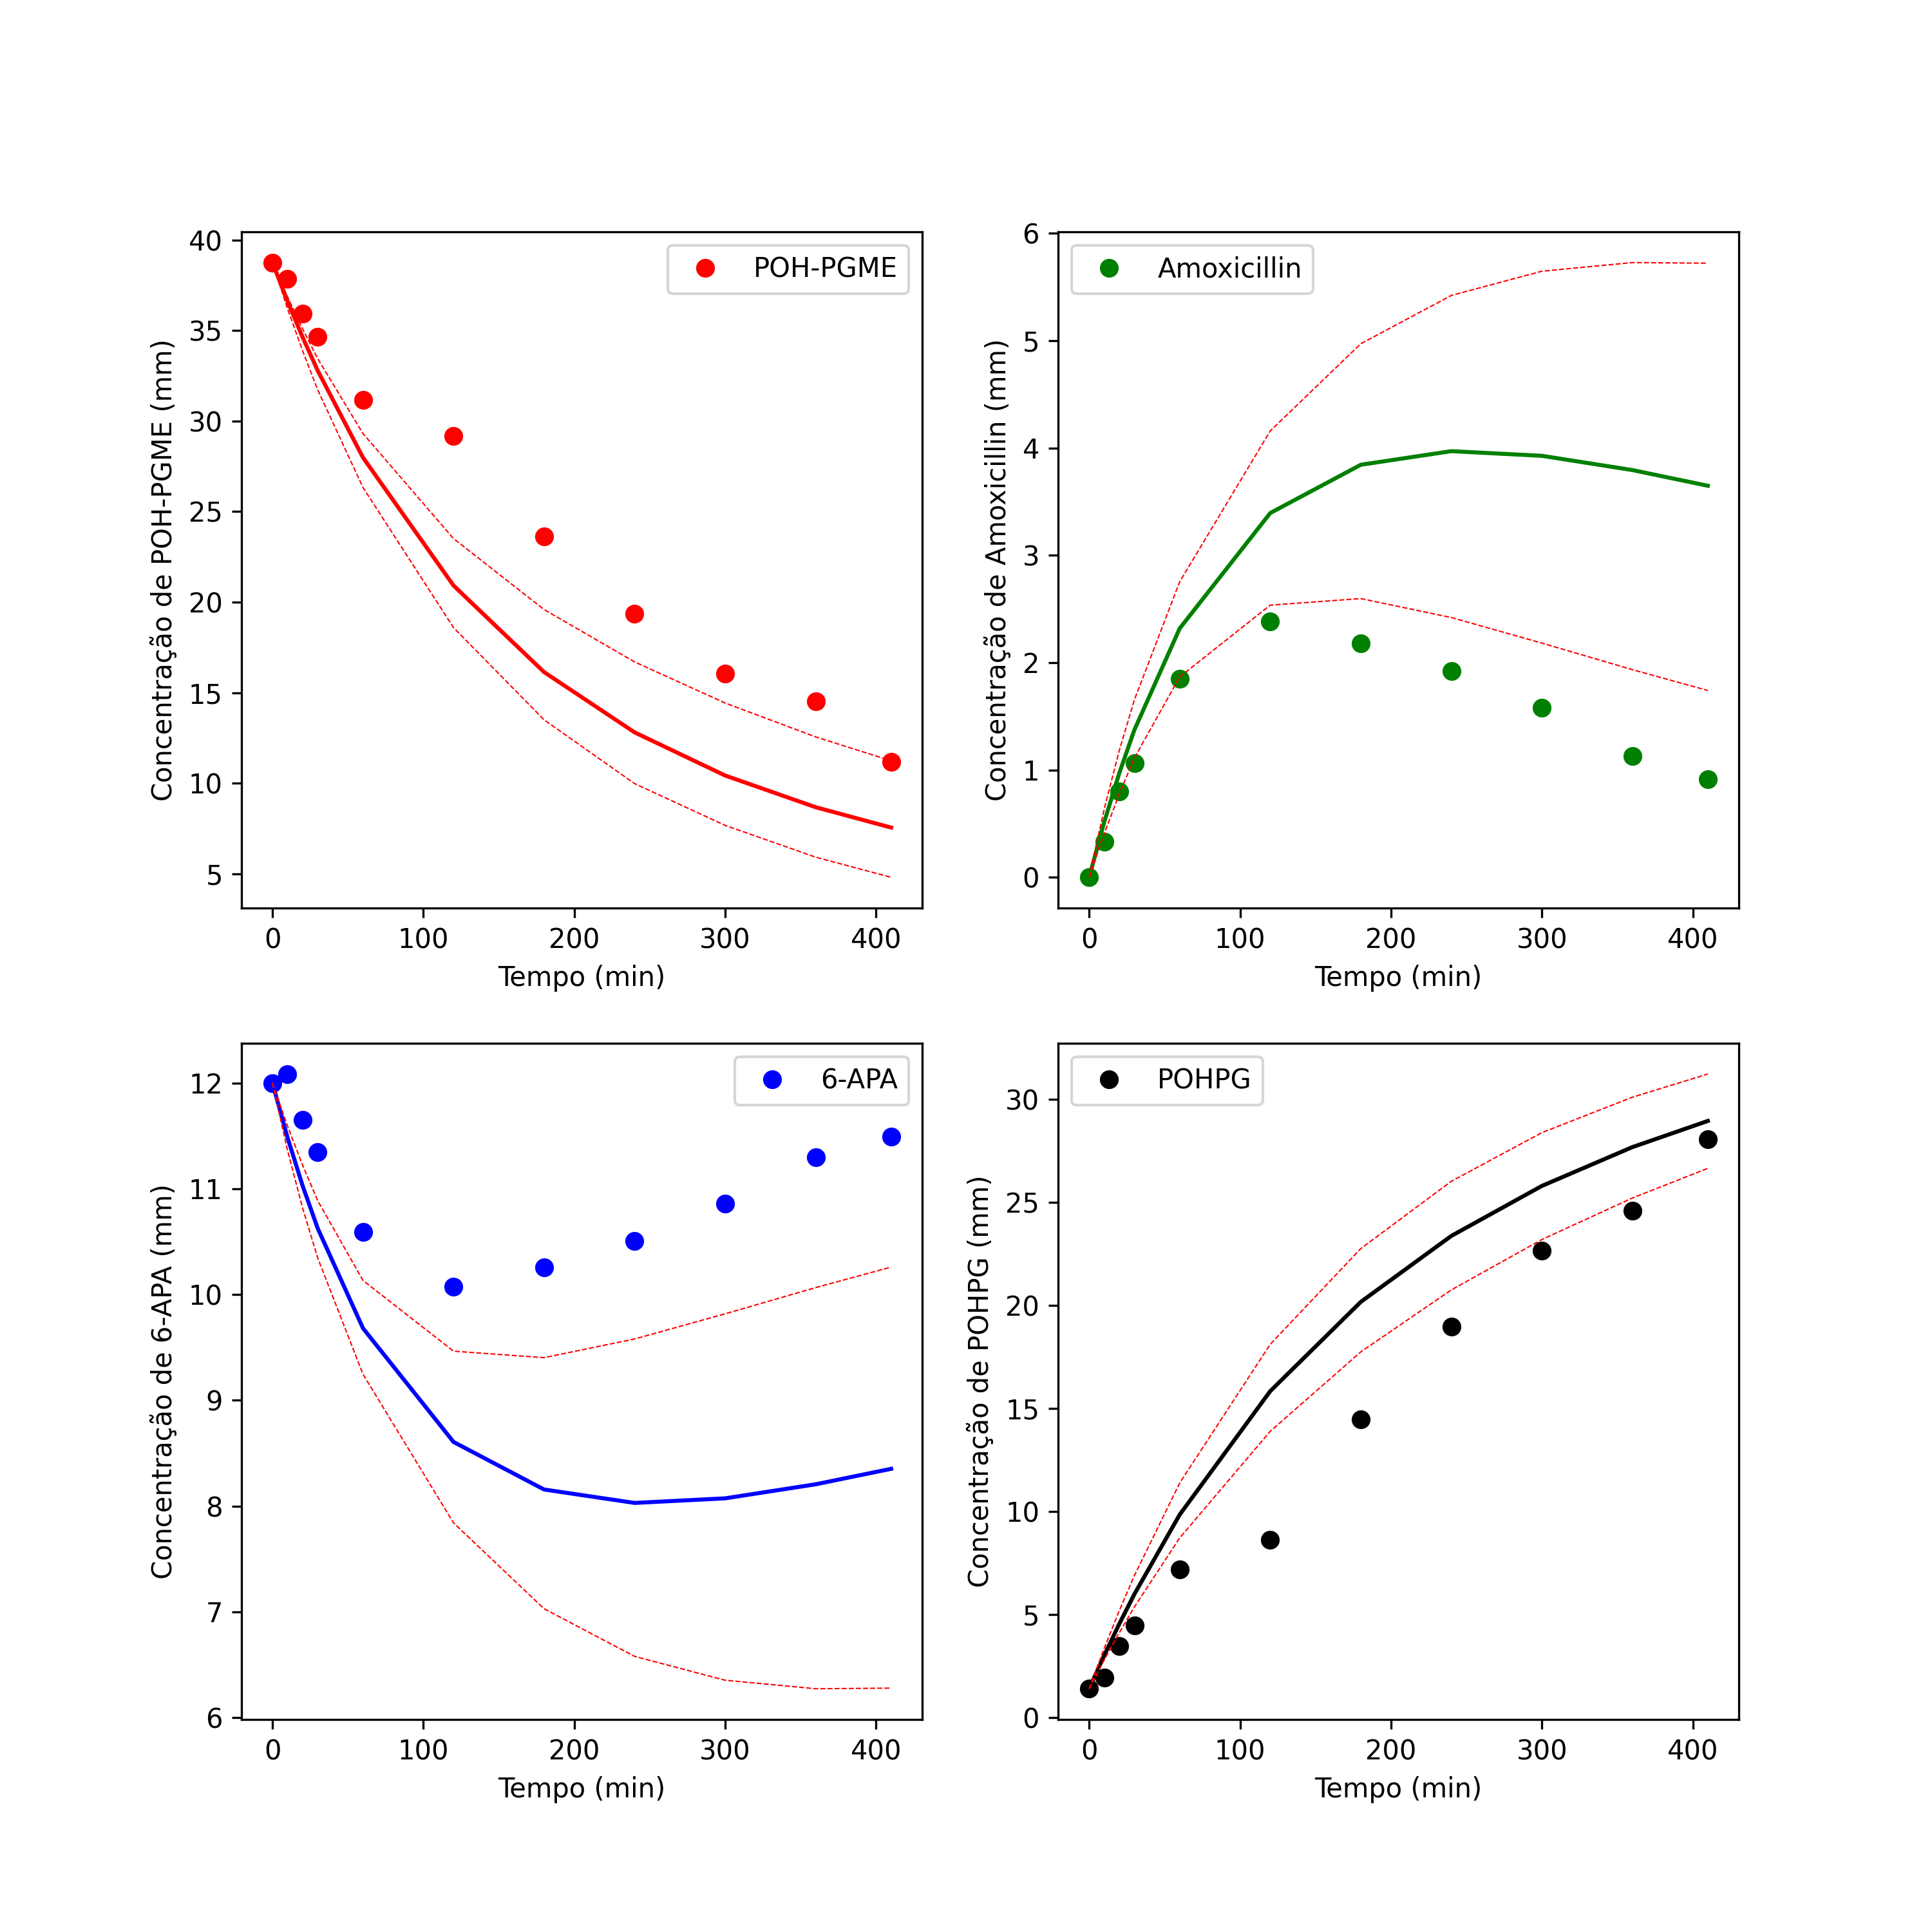 POH-PGME
Concentração de POH-PGME (mm)
40
35
30
25
20
15
10
5
0 100 200 300 400
Tempo (min)
Amoxicillin
Concentração de Amoxicillin (mm)
6
5
4
3
2
1
0
0 100 200 300 400
Tempo (min)
6-APA
Concentração de 6-APA (mm)
12
11
10
9
8
7
6
0 100 200 300 400
Tempo (min)
POHPG
Concentração de POHPG (mm)
30
25
20
15
10
5
0
0 100 200 300 400
Tempo (min)